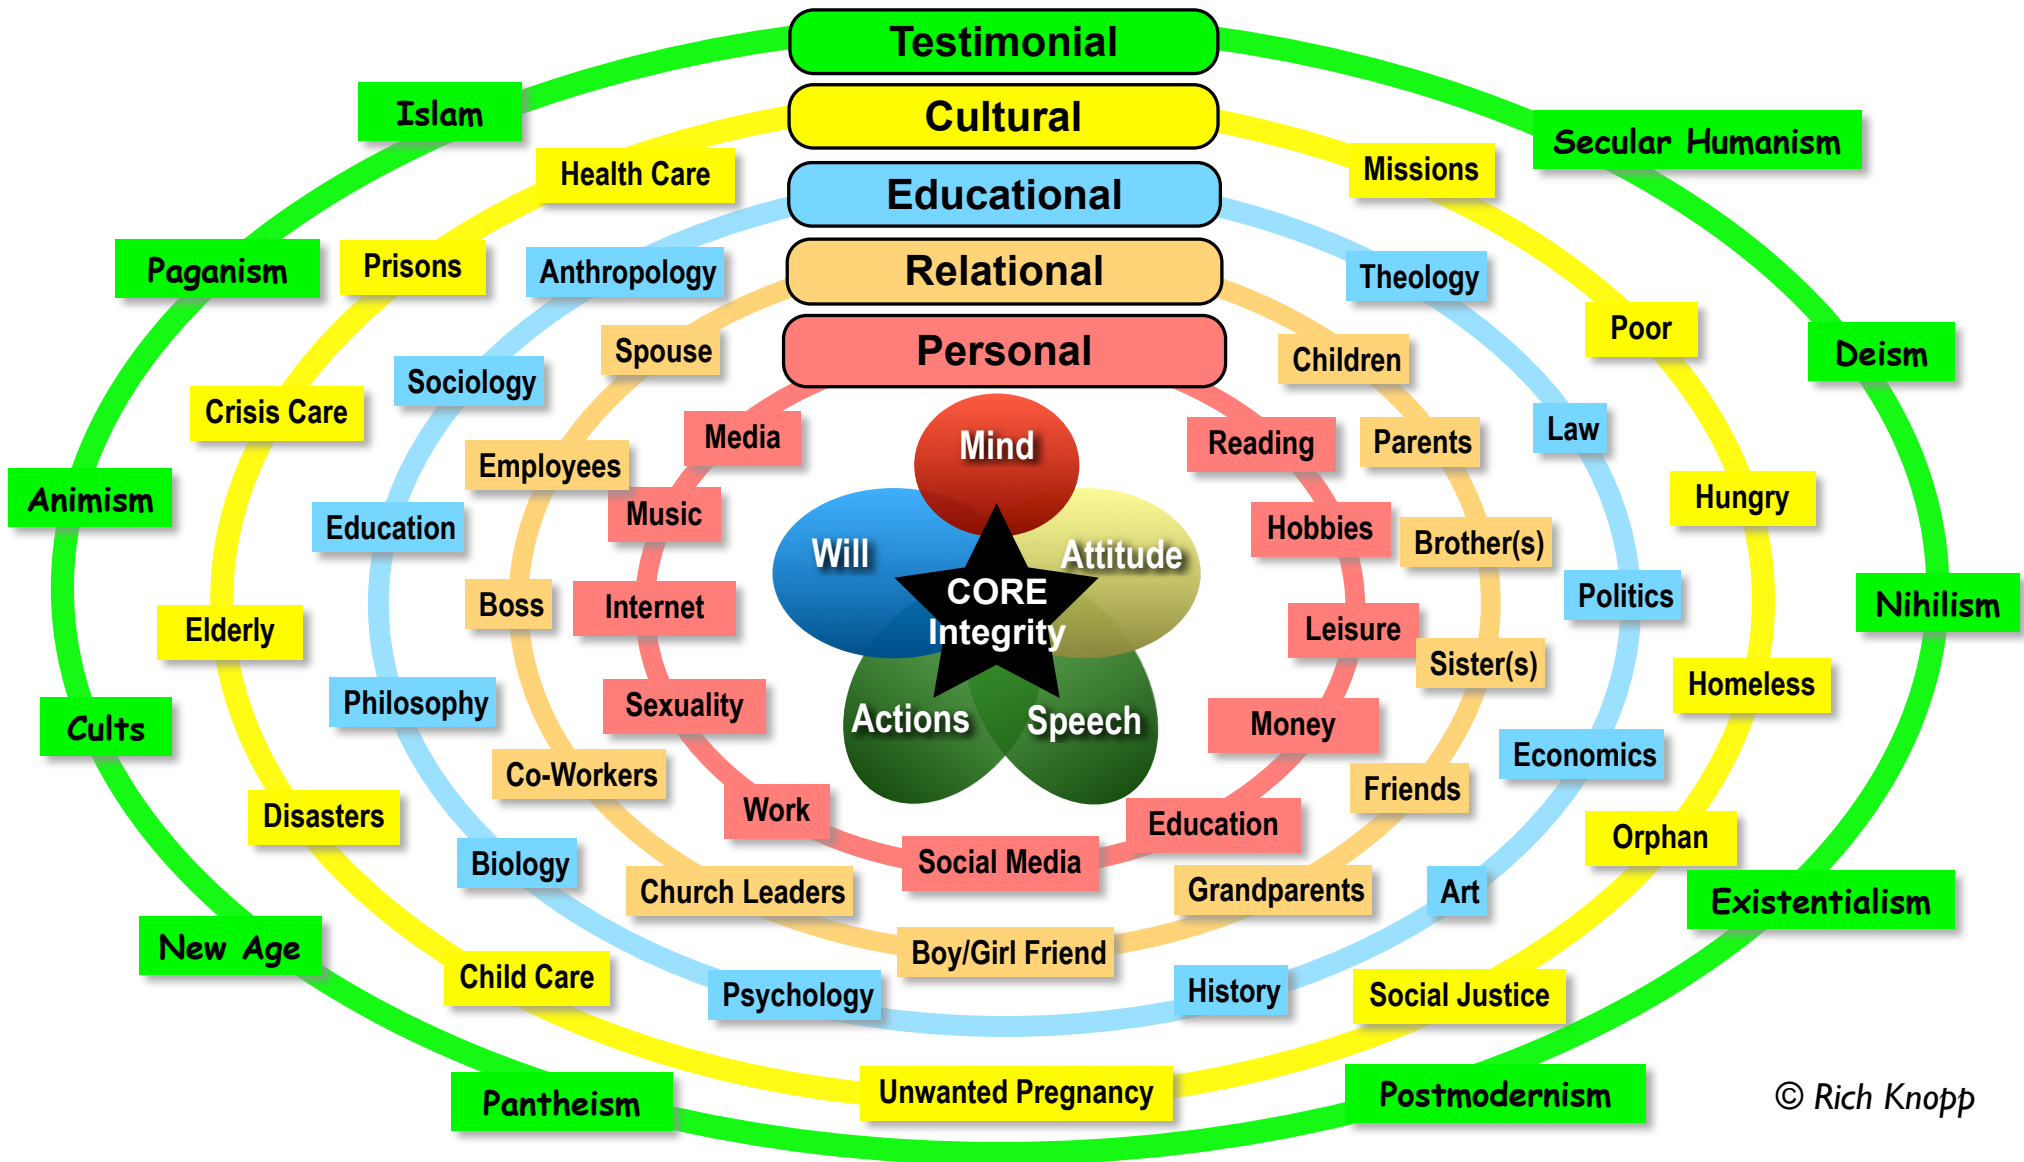 Testimonial
Cultural
Educational
Relational
Personal
Islam
Secular Humanism
Health Care
Missions
Paganism
Prisons
Anthropology
Theology
Poor
Deism
Spouse
Children
Sociology
Crisis Care
Media
Mind
Reading
Parents
Law
Employees
Animism
Music
Hungry
Education
Hobbies
Brother(s)
Will
Attitude
Boss
Internet
CORE
Integrity
Politics
Nihilism
Elderly
Leisure
Sister(s)
Homeless
Philosophy
Sexuality
Cults
Actions
Speech
Money
Economics
Co-Workers
Friends
Disasters
Work
Education
Orphan
Biology
Social Media
Church Leaders
Grandparents
Art
Existentialism
New Age
Boy/Girl Friend
Child Care
Psychology
History
Social Justice
Unwanted Pregnancy
Pantheism
Postmodernism
© Rich Knopp